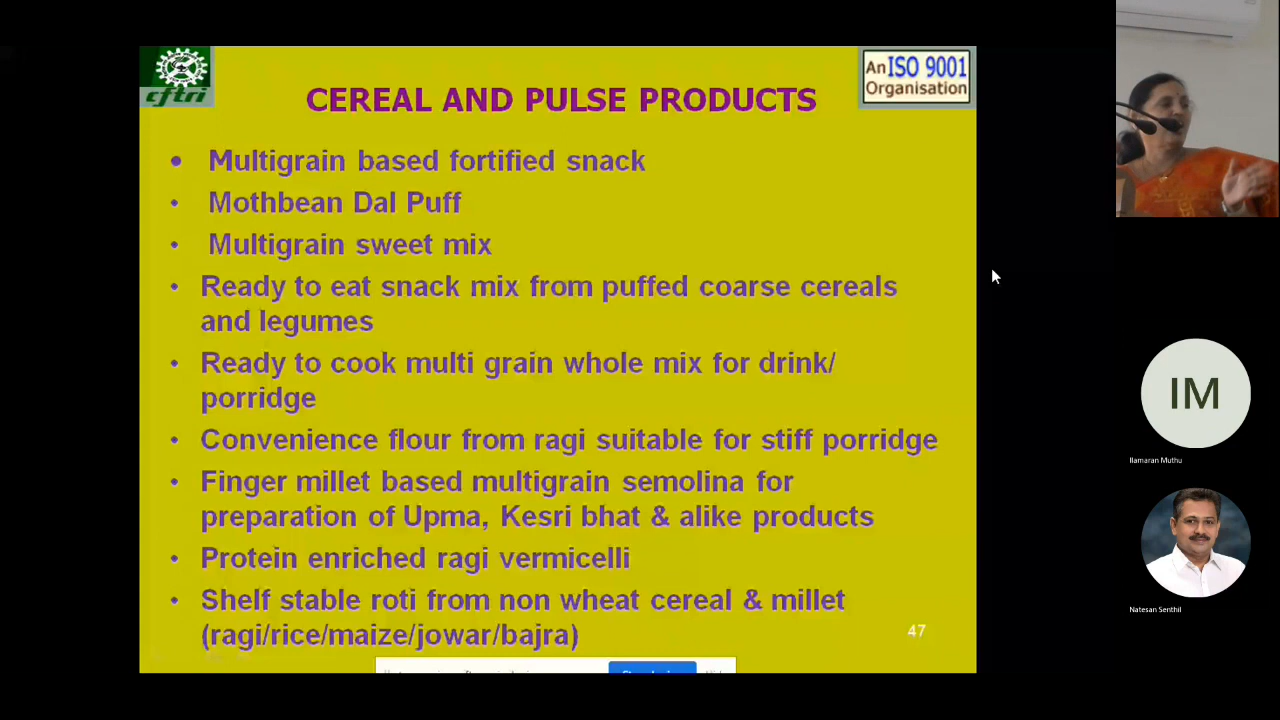 cftri
An ISO 9001
Organisation
CEREAL AND PULSE PRODUCTS
• Multigrain based fortified snack
• Mothbean Dal Puff
• Multigrain sweet mix
• Ready to eat snack mix from puffed coarse cereals
and legumes
• Ready to cook multi grain whole mix for drink/
porridge
• Convenience flour from ragi suitable for stiff porridge
• Finger millet based multigrain semolina for
preparation of Upma, Kesri bhat & alike products
• Protein enriched ragi vermicelli
• Shelf stable roti from non wheat cereal & millet
(ragi/rice/maize/jowar/bajra)
47
IM
Ilamaran Muthu
Natesan Senthil